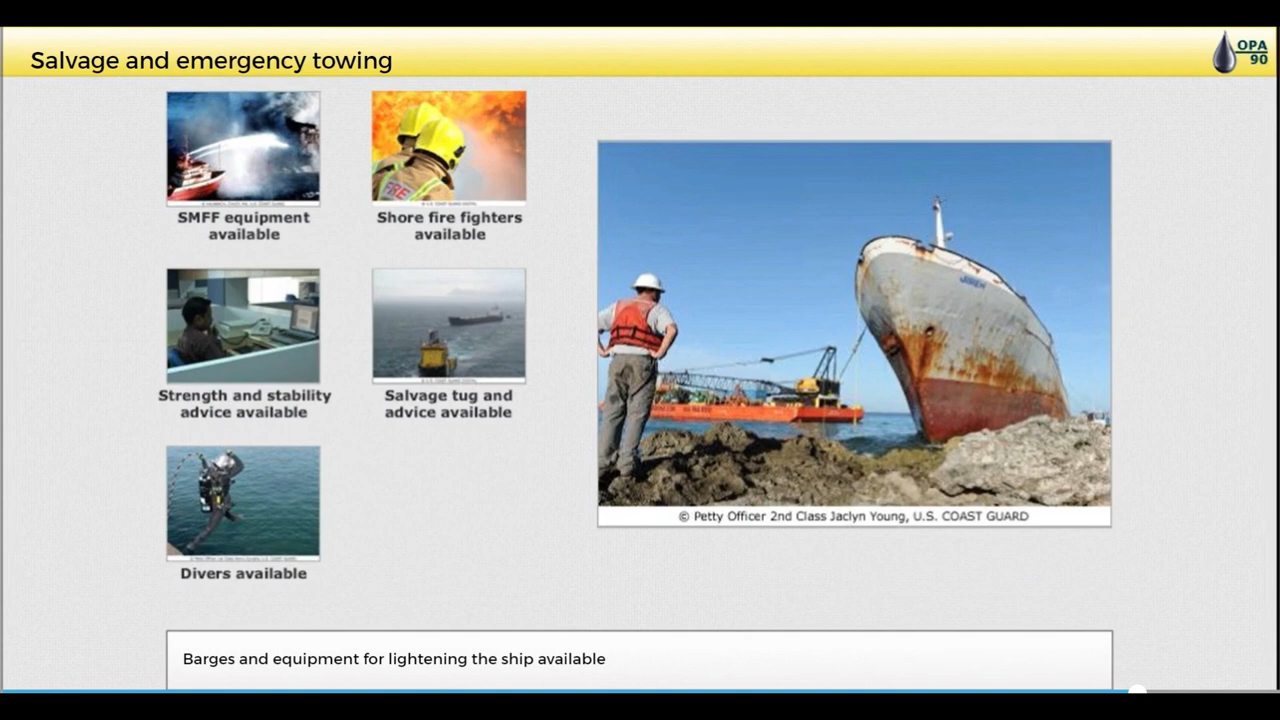 Salvage and emergency towing
OPA
90
SMFF equipment
available
Shore fire fighters
available
FIRE
Strength and stability
advice available
Salvage tug and
advice available
Divers available
© Petty Officer 2nd Class Jaclyn Young, U.S. COAST GUARD
Barges and equipment for lightening the ship available